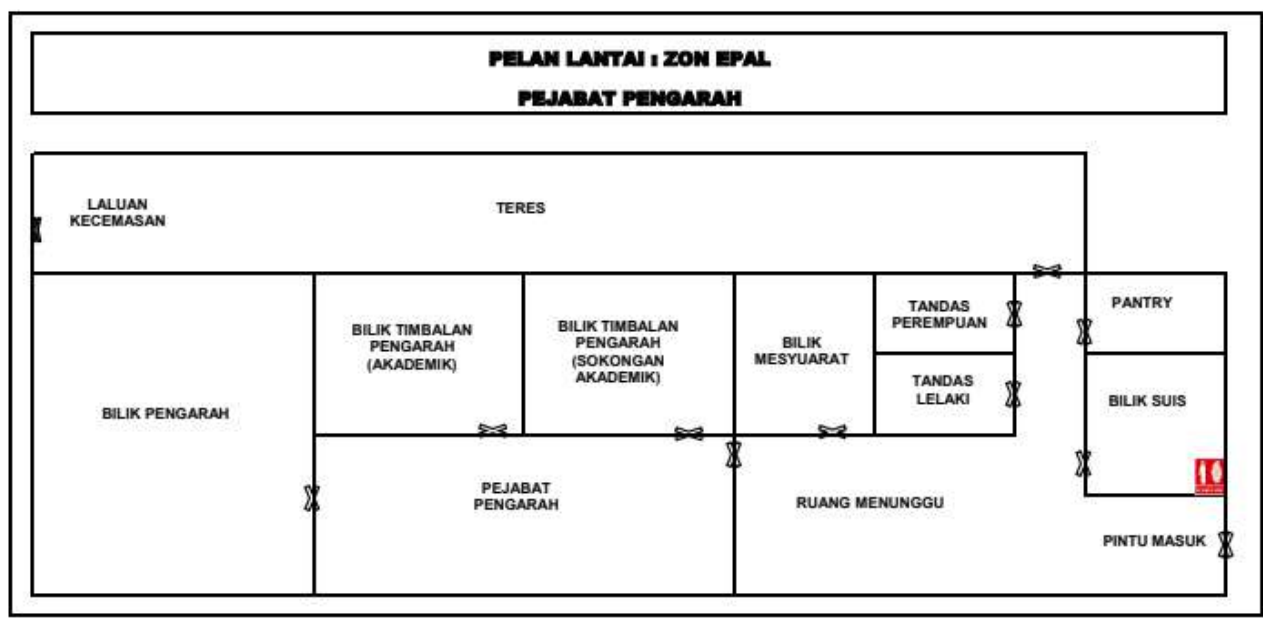 PELAN LANTAI : ZON EPAL
PEJABAT PENGARAH
LALUAN
KECEMASAN
TERES
BILIK PENGARAH
BILIK TIMBALAN
PENGARAH
(AKADEMIK)
BILIK TIMBALAN
PENGARAH
(SOKONGAN
AKADEMIK)
BILIK
MESYUARAT
TANDAS
PEREMPUAN
TANDAS
LELAKI
PANTRY
BILIK SUIS
PEJABAT
PENGARAH
RUANG MENUNGGU
PINTU MASUK